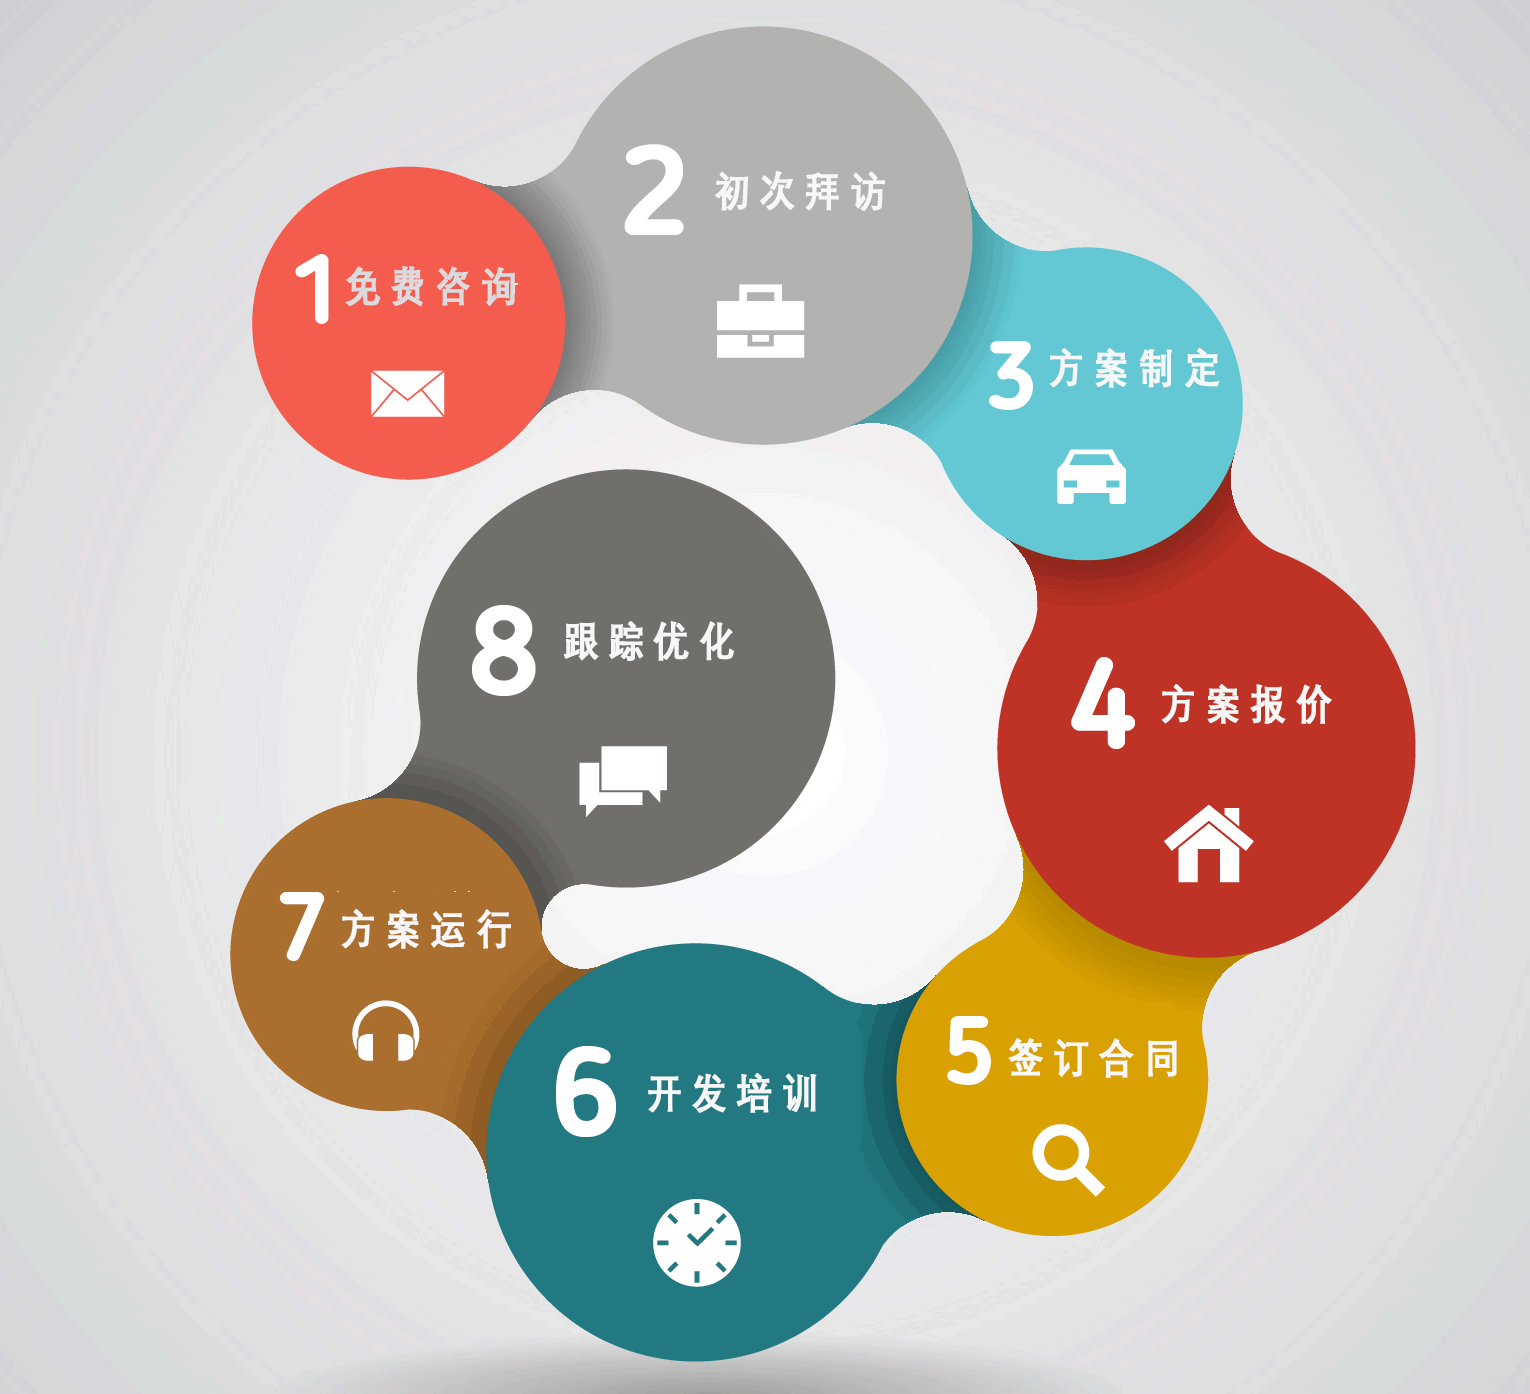 1 免费咨询
2 初次拜访
3 方案制定
4 方案报价
5 签订合同
6 开发培训
7 方案运行
8 跟踪优化